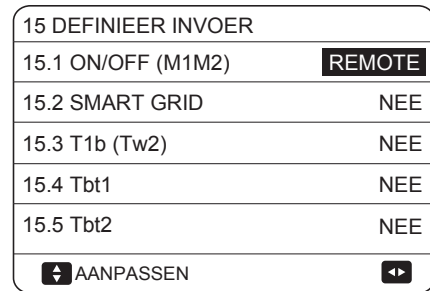 15 DEFINIEER INVOER
15.1 ON/OFF (M1M2) REMOTE
15.2 SMART GRID NEE
15.3 T1b (Tw2) NEE
15.4 Tbt1 NEE
15.5 Tbt2 NEE
AANPASSEN